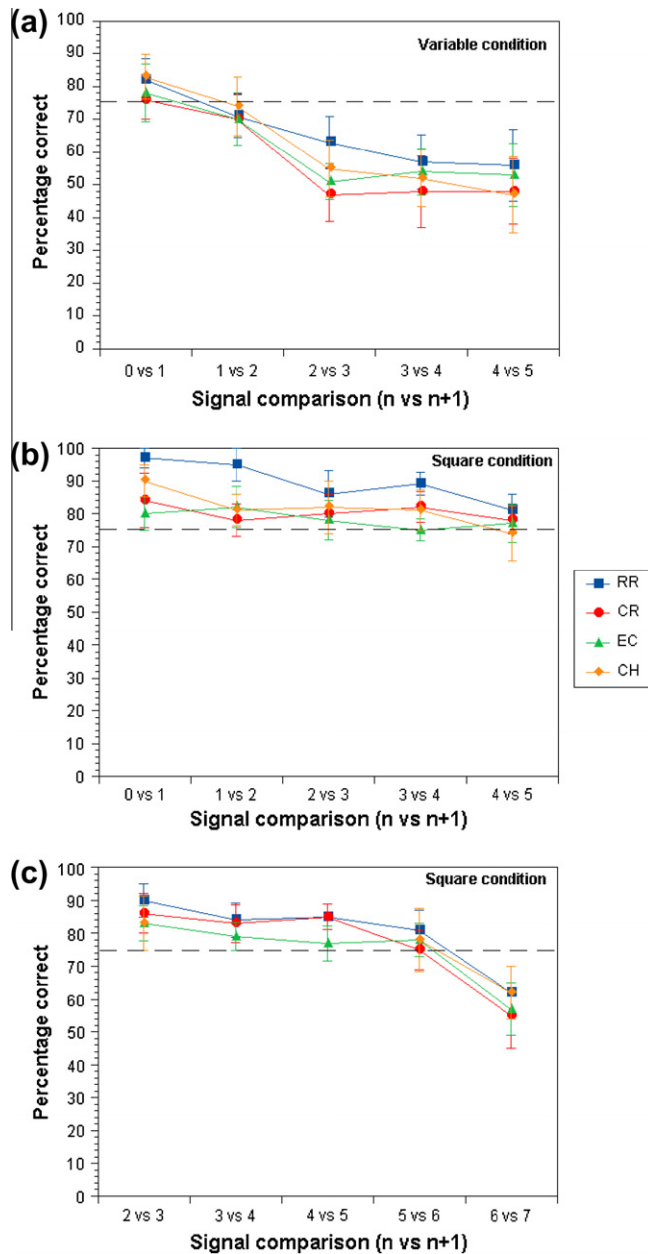 (a)
Variable condition
100
90
80
70
60
50
40
30
20
10
0
Percentage correct
0 vs 1 1 vs 2 2 vs 3 3 vs 4 4 vs 5
Signal comparison (n vs n+1)
(b)
Square condition
100
90
80
70
60
50
40
30
20
10
0
Percentage correct
0 vs 1 1 vs 2 2 vs 3 3 vs 4 4 vs 5
Signal comparison (n vs n+1)
RR
CR
EC
CH
(c)
Square condition
100
90
80
70
60
50
40
30
20
10
0
Percentage correct
2 vs 3 3 vs 4 4 vs 5 5 vs 6 6 vs 7
Signal comparison (n vs n+1)